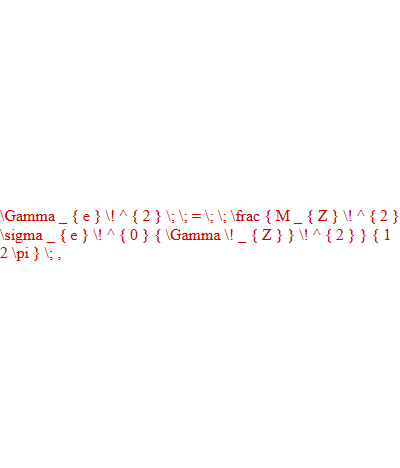 \Gamma _ { e } \! ^ { 2 } \; \; = \; \; \frac { M _ { Z } \! ^ { 2 }
\sigma _ { e } \! ^ { 0 } { \Gamma \! _ { Z } } \! ^ { 2 } } { 1
2 \pi } \; ,